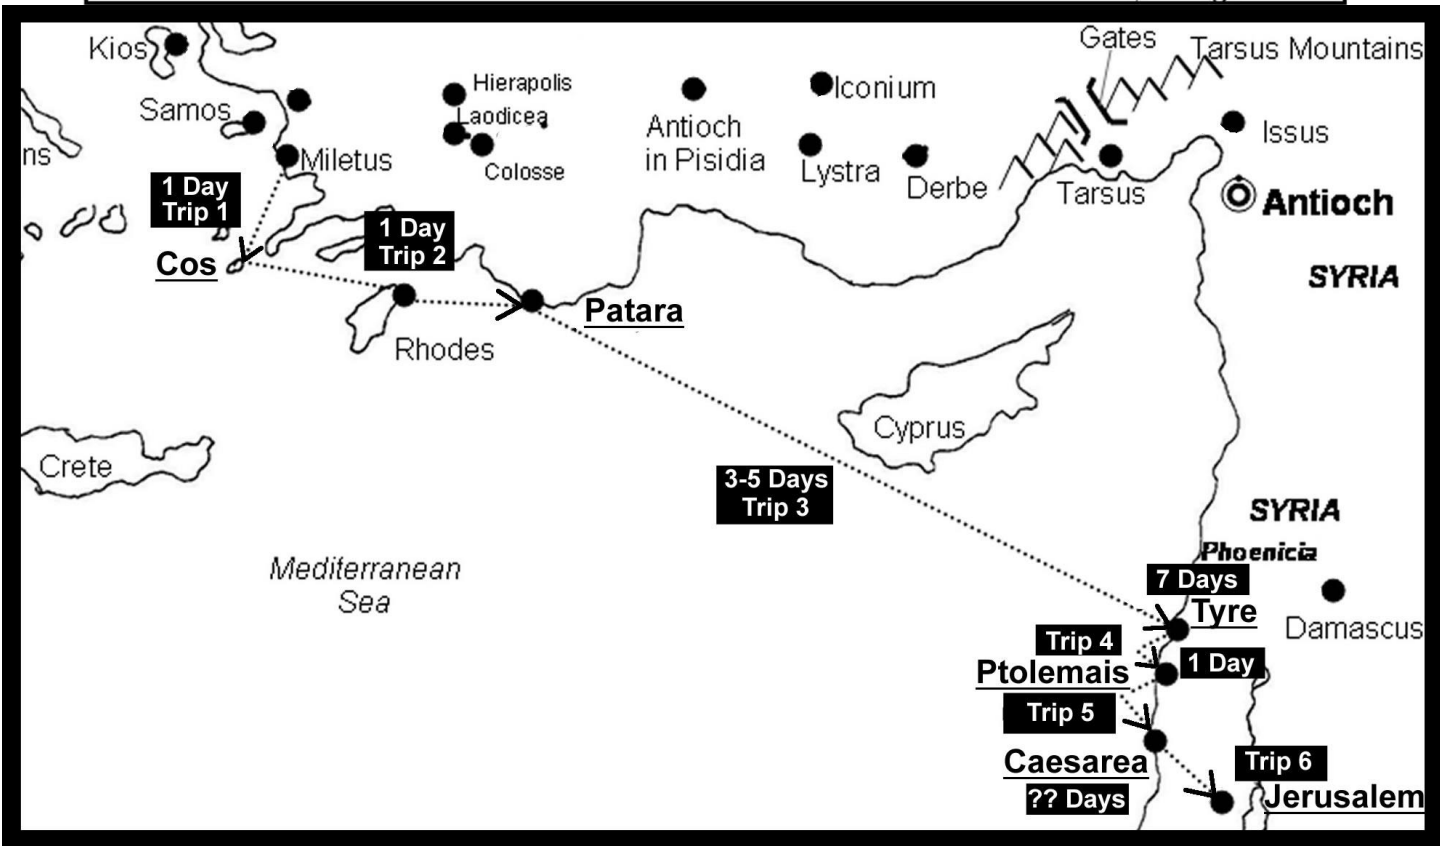 Kios
Gates
Tarsus Mountains
Hierapolis
Iconium
Samos
Laodicea
Antioch
in Pisidia
Issus
ns
Miletus
Colosse
Lystra
Derbe
Tarsus
1 Day
Trip 1
Antioch
1 Day
Trip 2
Cos
SYRIA
Patara
Rhodes
Cyprus
Crete
3-5 Days
Trip 3
SYRIA
Phoenicia
Mediterranean
Sea
7 Days
Tyre
Damascus
Trip 4
Ptolemais
1 Day
Trip 5
Caesarea
Trip 6
?? Days
Jerusalem